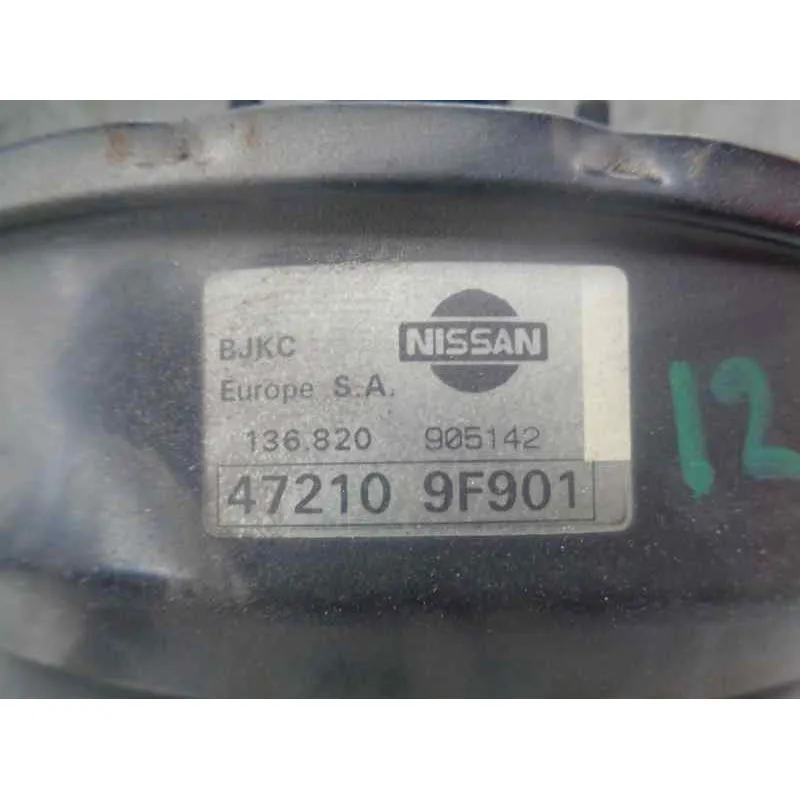 BJKC NISSAN
Europe S.A.
136.820 905142
47210 9F901
12